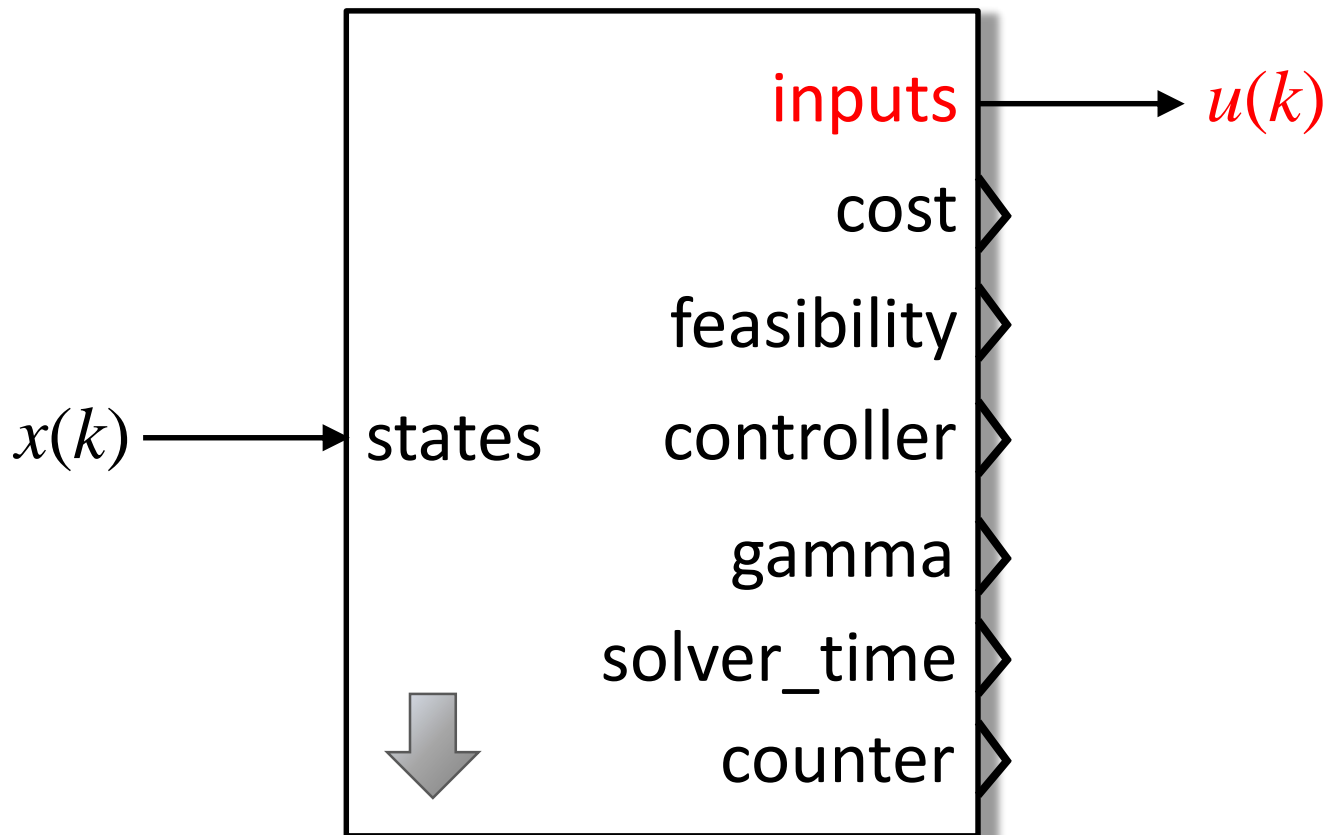 inputs
u(k)
cost
feasibility
x(k)
states
controller
gamma
solver_time
counter